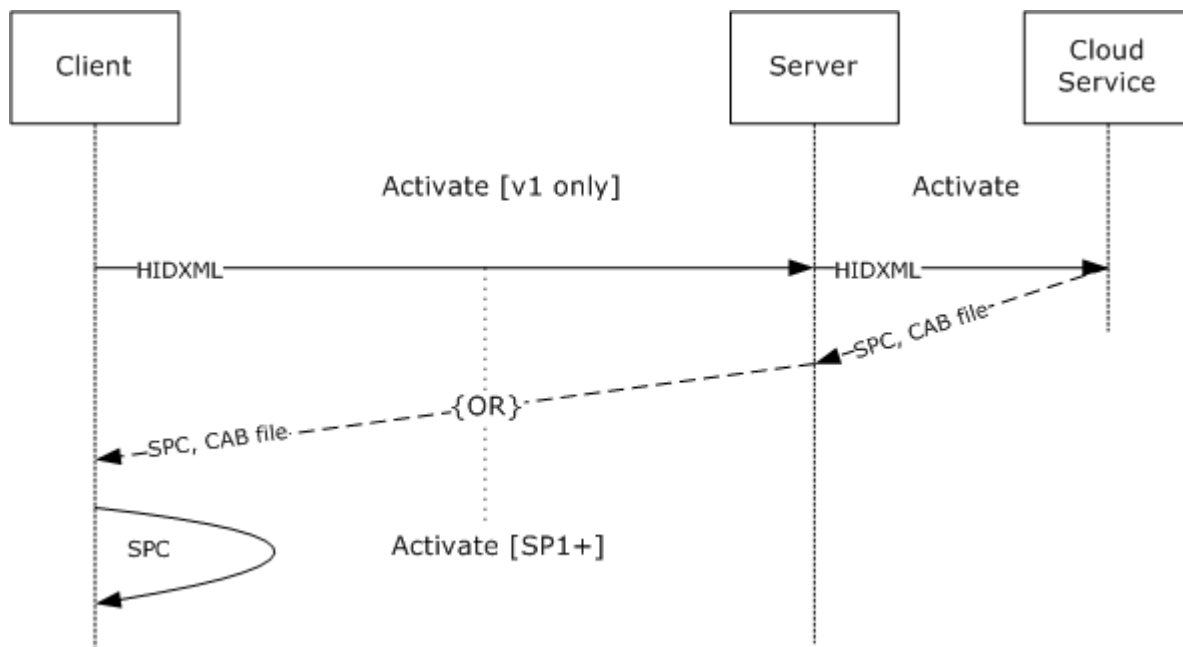 Client
Server
Cloud
Service
Activate [v1 only]
Activate
HIDXML
HIDXML
SPC, CAB file
{OR}
SPC, CAB file
SPC
Activate [SP1+]